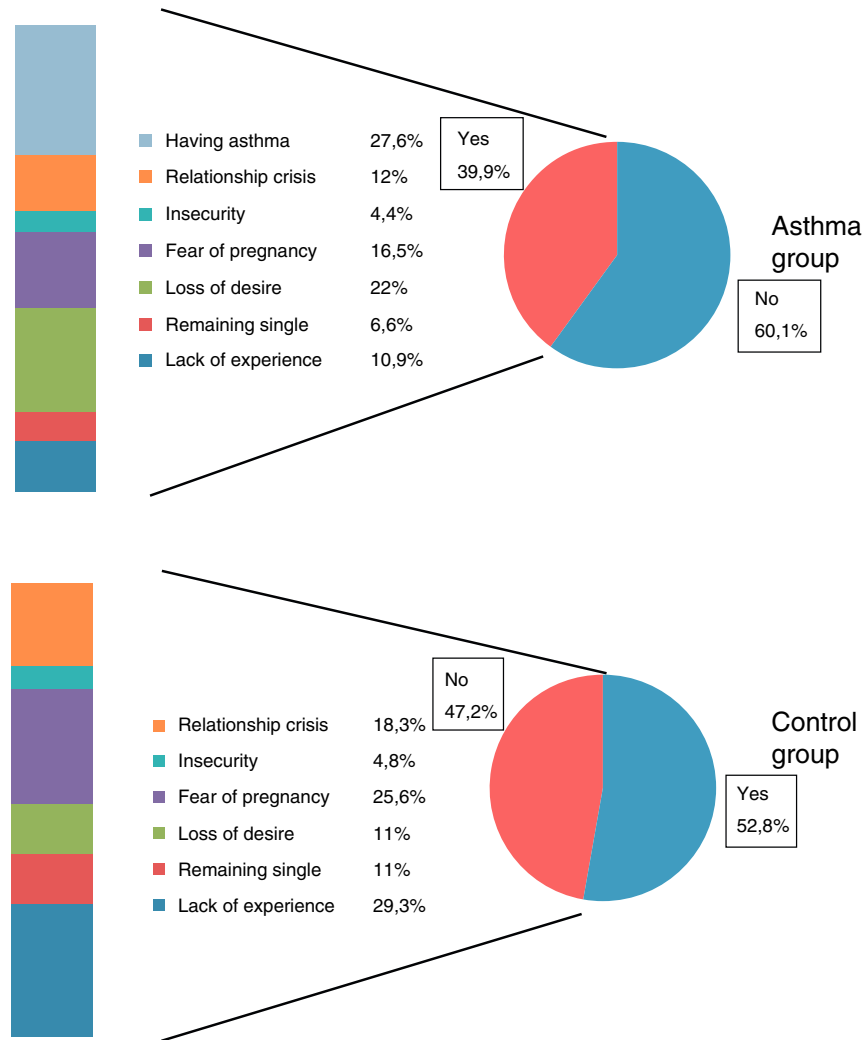 Having asthma 27,6%
Relationship crisis 12%
Insecurity 4,4%
Fear of pregnancy 16,5%
Loss of desire 22%
Remaining single 6,6%
Lack of experience 10,9%
Yes
39,9%
Asthma
group
No
60,1%
Relationship crisis 18,3%
Insecurity 4,8%
Fear of pregnancy 25,6%
Loss of desire 11%
Remaining single 11%
Lack of experience 29,3%
No
47,2%
Control
group
Yes
52,8%